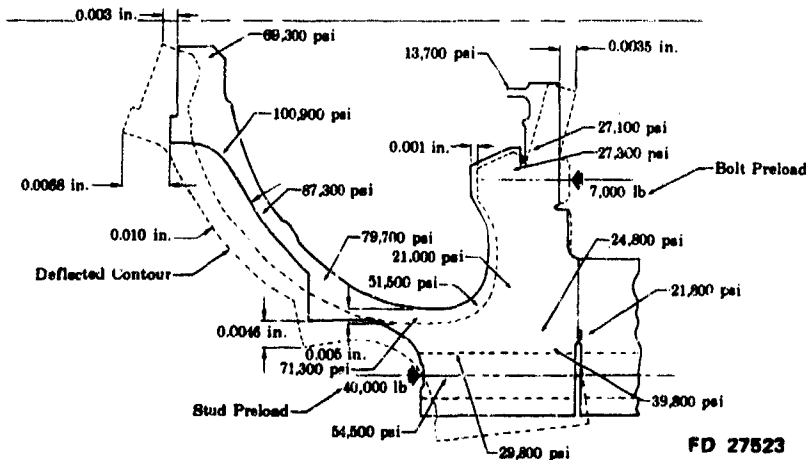 0.003 in.
69,300 psi
13,700 psi
0.0035 in.
100,900 psi
0.001 in.
27,100 psi
27,300 psi
Bolt Preload
7,000 lb
0.0068 in.
87,300 psi
0.010 in.
79,700 psi
21,000 psi
24,800 psi
Deflected Contour
51,500 psi
21,800 psi
0.0046 in.
0.005 in.
71,300 psi
40,000 lb
Stud Preload
39,800 psi
54,500 psi
29,800 psi
FD 27523